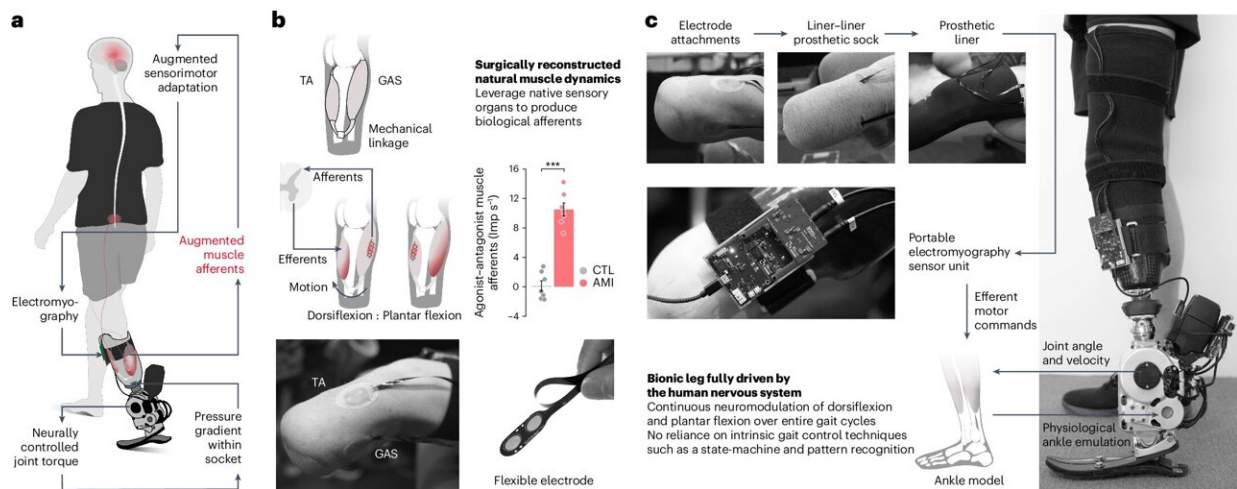 a
Augmented
sensorimotor
adaptation
Augmented
muscle
afferents
Electromyo-
graphy
Neurally
controlled
joint torque
Pressure
gradient
within
socket
b
TA
GAS
Mechanical
linkage
Surgically reconstructed
natural muscle dynamics
Leverage native sensory
organs to produce
biological afferents
Afferents
Efferents
Motion
Dorsiflexion : Plantar flexion
Agonist–antagonist muscle
afferents (Imp s⁻¹)
16
12
8
4
0
−4
***
CTL
AMI
TA
GAS
Flexible electrode
c
Electrode
attachments
Liner–liner
prosthetic sock
Prosthetic
liner
Portable
electromyography
sensor unit
Efferent
motor
commands
Joint angle
and velocity
Physiological
ankle emulation
Ankle model
Bionic leg fully driven by
the human nervous system
Continuous neuromodulation of dorsiflexion
and plantar flexion over entire gait cycles
No reliance on intrinsic gait control techniques
such as a state-machine and pattern recognition